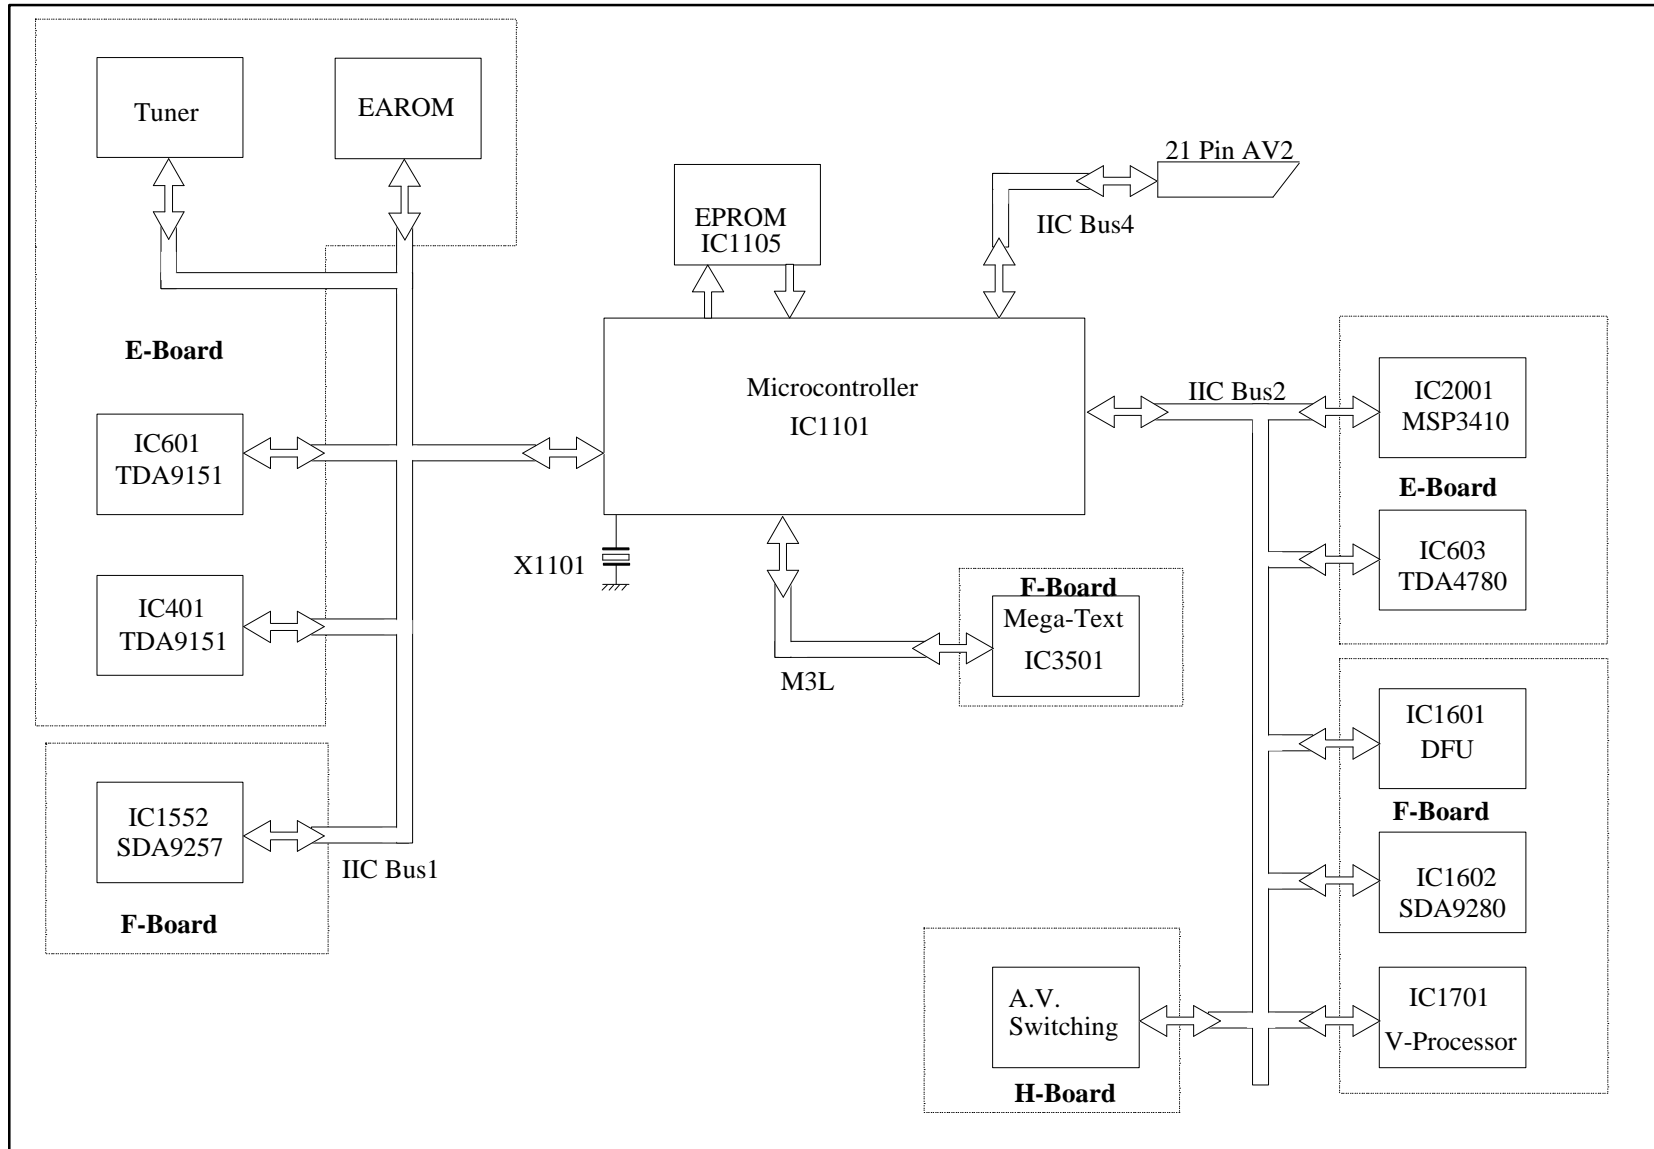 Tuner
EAROM
21 Pin AV2
EPROM
IC1105
IIC Bus4
E-Board
Microcontroller
IC1101
IIC Bus2
IC2001
MSP3410
IC601
TDA9151
E-Board
X1101
IC603
TDA4780
F-Board
Mega-Text
IC3501
IC401
TDA9151
M3L
IC1601
DFU
F-Board
IC1552
SDA9257
IIC Bus1
IC1602
SDA9280
F-Board
A.V.
Switching
IC1701
V-Processor
H-Board